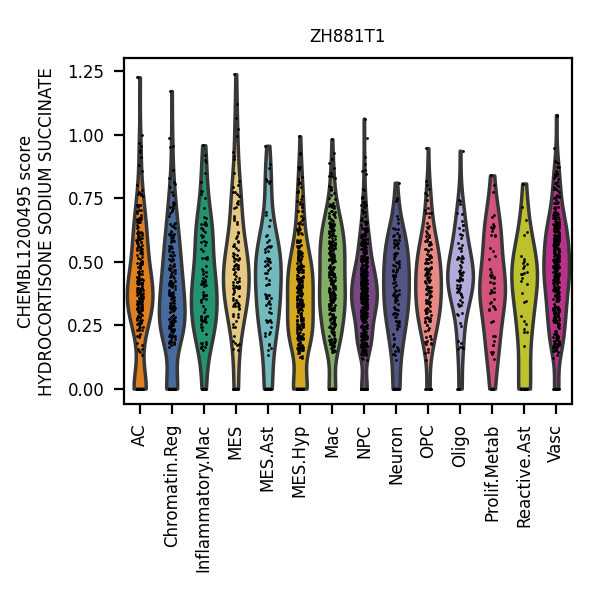 ZH881T1
CHEMBL1200495 score
HYDROCORTISONE SODIUM SUCCINATE
1.25
1.00
0.75
0.50
0.25
0.00
AC
Chromatin.Reg
Inflammatory.Mac
MES
MES.Ast
MES.Hyp
Mac
NPC
Neuron
OPC
Oligo
Prolif.Metab
Reactive.Ast
Vasc